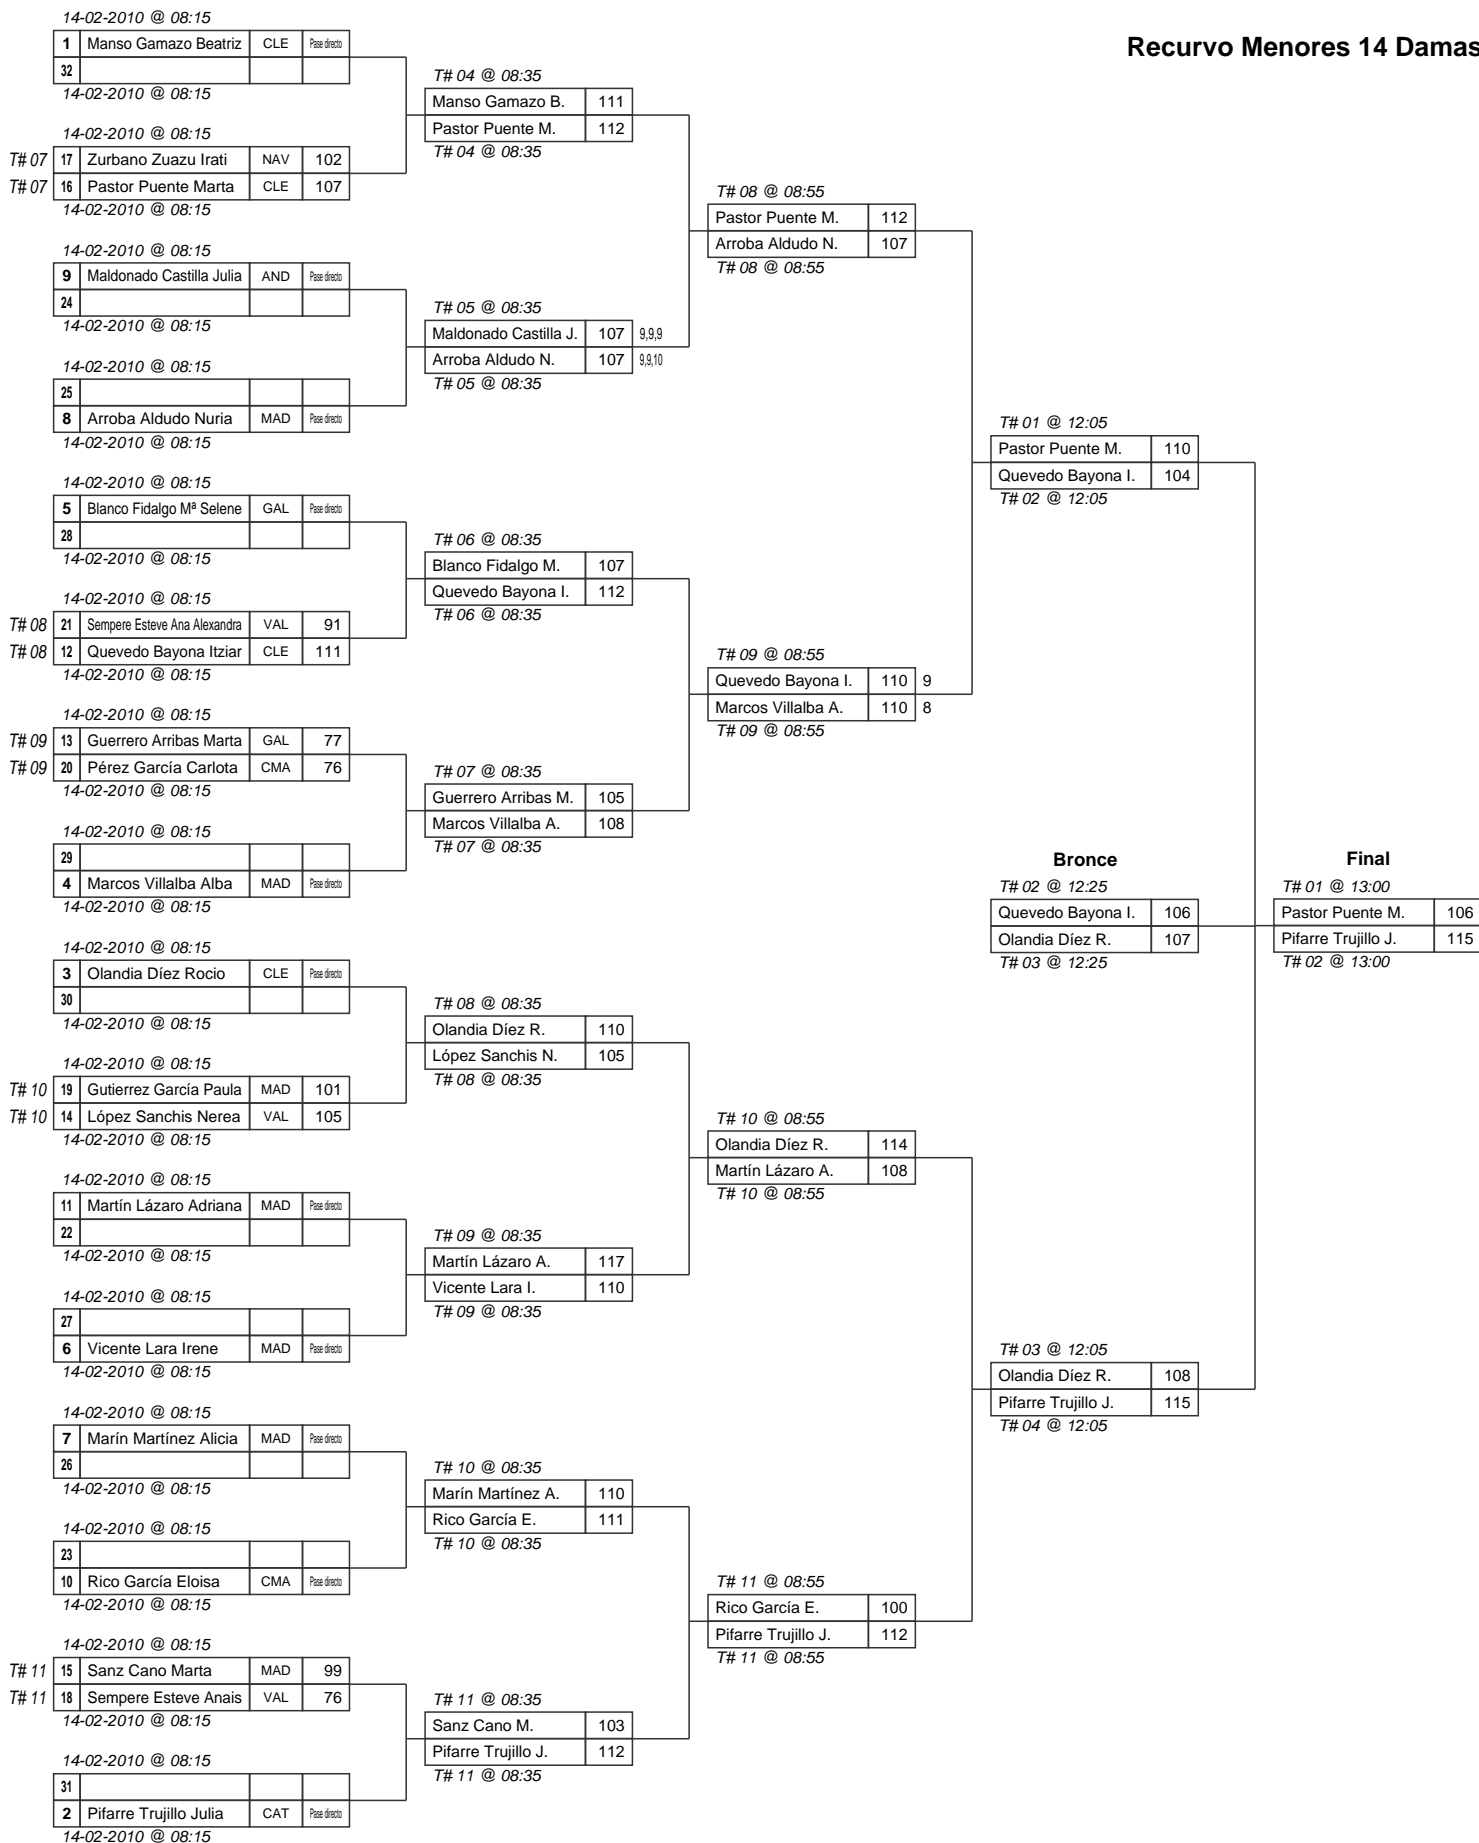 Recurvo Menores 14 Damas
14-02-2010 @ 08:15
1 Manso Gamazo Beatriz CLE Pase directo
32
14-02-2010 @ 08:15
14-02-2010 @ 08:15
T# 07 17 Zurbano Zuazu Irati NAV 102
T# 07 16 Pastor Puente Marta CLE 107
14-02-2010 @ 08:15
14-02-2010 @ 08:15
9 Maldonado Castilla Julia AND Pase directo
24
14-02-2010 @ 08:15
14-02-2010 @ 08:15
25
8 Arroba Aldudo Nuria MAD Pase directo
14-02-2010 @ 08:15
14-02-2010 @ 08:15
5 Blanco Fidalgo Mª Selene GAL Pase directo
28
14-02-2010 @ 08:15
14-02-2010 @ 08:15
T# 08 21 Sempere Esteve Ana Alexandra VAL 91
T# 08 12 Quevedo Bayona Itziar CLE 111
14-02-2010 @ 08:15
14-02-2010 @ 08:15
T# 09 13 Guerrero Arribas Marta GAL 77
T# 09 20 Pérez García Carlota CMA 76
14-02-2010 @ 08:15
14-02-2010 @ 08:15
29
4 Marcos Villalba Alba MAD Pase directo
14-02-2010 @ 08:15
14-02-2010 @ 08:15
3 Olandia Díez Rocio CLE Pase directo
30
14-02-2010 @ 08:15
14-02-2010 @ 08:15
T# 10 19 Gutierrez García Paula MAD 101
T# 10 14 López Sanchis Nerea VAL 105
14-02-2010 @ 08:15
14-02-2010 @ 08:15
11 Martín Lázaro Adriana MAD Pase directo
22
14-02-2010 @ 08:15
14-02-2010 @ 08:15
27
6 Vicente Lara Irene MAD Pase directo
14-02-2010 @ 08:15
14-02-2010 @ 08:15
7 Marín Martínez Alicia MAD Pase directo
26
14-02-2010 @ 08:15
14-02-2010 @ 08:15
23
10 Rico García Eloisa CMA Pase directo
14-02-2010 @ 08:15
14-02-2010 @ 08:15
T# 11 15 Sanz Cano Marta MAD 99
T# 11 18 Sempere Esteve Anais VAL 76
14-02-2010 @ 08:15
14-02-2010 @ 08:15
31
2 Pifarre Trujillo Julia CAT Pase directo
14-02-2010 @ 08:15
T# 04 @ 08:35
Manso Gamazo B. 111
Pastor Puente M. 112
T# 04 @ 08:35
T# 05 @ 08:35
Maldonado Castilla J. 107 9,9,9
Arroba Aldudo N. 107 9,9,10
T# 05 @ 08:35
T# 06 @ 08:35
Blanco Fidalgo M. 107
Quevedo Bayona I. 112
T# 06 @ 08:35
T# 07 @ 08:35
Guerrero Arribas M. 105
Marcos Villalba A. 108
T# 07 @ 08:35
T# 08 @ 08:35
Olandia Díez R. 110
López Sanchis N. 105
T# 08 @ 08:35
T# 09 @ 08:35
Martín Lázaro A. 117
Vicente Lara I. 110
T# 09 @ 08:35
T# 10 @ 08:35
Marín Martínez A. 110
Rico García E. 111
T# 10 @ 08:35
T# 11 @ 08:35
Sanz Cano M. 103
Pifarre Trujillo J. 112
T# 11 @ 08:35
T# 08 @ 08:55
Pastor Puente M. 112
Arroba Aldudo N. 107
T# 08 @ 08:55
T# 09 @ 08:55
Quevedo Bayona I. 110 9
Marcos Villalba A. 110 8
T# 09 @ 08:55
T# 10 @ 08:55
Olandia Díez R. 114
Martín Lázaro A. 108
T# 10 @ 08:55
T# 11 @ 08:55
Rico García E. 100
Pifarre Trujillo J. 112
T# 11 @ 08:55
T# 01 @ 12:05
Pastor Puente M. 110
Quevedo Bayona I. 104
T# 02 @ 12:05
T# 03 @ 12:05
Olandia Díez R. 108
Pifarre Trujillo J. 115
T# 04 @ 12:05
Bronce
T# 02 @ 12:25
Quevedo Bayona I. 106
Olandia Díez R. 107
T# 03 @ 12:25
Final
T# 01 @ 13:00
Pastor Puente M. 106
Pifarre Trujillo J. 115
T# 02 @ 13:00